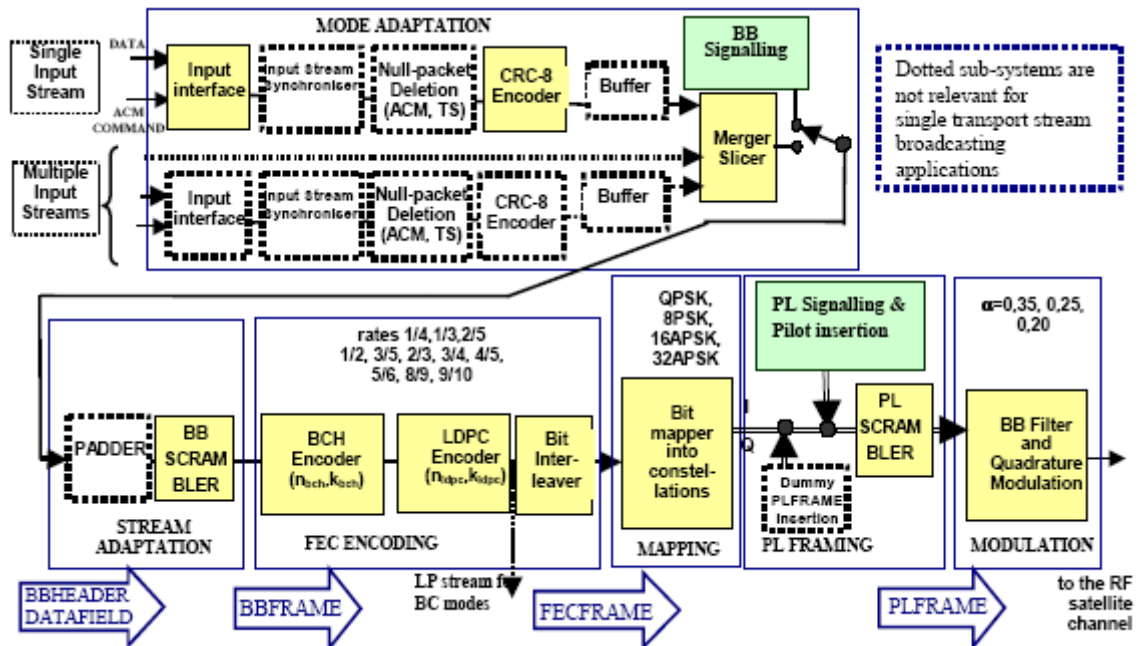 MODE ADAPTATION
BB
Signalling
Single
Input
Stream
DATA
ACM
COMMAND
Input
interface
Input Stream
Synchroniser
Null-packet
Deletion
(ACM, TS)
CRC-8
Encoder
Buffer
Merger
Slicer
Dotted sub-systems are
not relevant for
single transport stream
broadcasting
applications
Multiple
Input
Streams
Input
interface
Input Stream
Synchroniser
Null-packet
Deletion
(ACM, TS)
CRC-8
Encoder
Buffer
rates 1/4,1/3,2/5
1/2, 3/5, 2/3, 3/4, 4/5,
5/6, 8/9, 9/10
QPSK,
8PSK,
16APSK,
32APSK
PL Signalling &
Pilot insertion
α=0,35, 0,25,
0,20
PADDER
BB
SCRAM
BLER
BCH
Encoder
(nbch,kbch)
LDPC
Encoder
(nldpc,kldpc)
Bit
Inter-
leaver
Bit
mapper
into
constel-
lations
I
Q
Dummy
PLFRAME
Insertion
PL
SCRAM
BLER
BB Filter
and
Quadrature
Modulation
STREAM
ADAPTATION
FEC ENCODING
MAPPING
PL FRAMING
MODULATION
BBHEADER
DATAFIELD
BBFRAME
LP stream for
BC modes
FECFRAME
PLFRAME
to the RF
satellite
channel